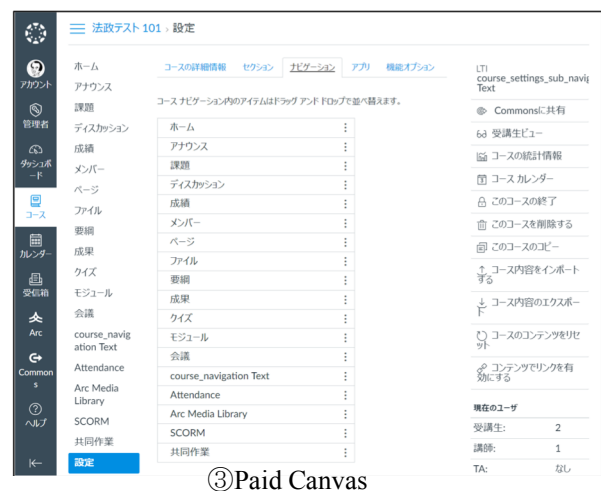 法政テスト 101 › 設定
アカウント
管理者
ダッシュボ
ード
コース
カレンダー
受信箱
Arc
Common
s
ヘルプ
ホーム
アナウンス
課題
ディスカッション
成績
メンバー
ページ
ファイル
要綱
成果
クイズ
モジュール
会議
course_navig
ation Text
Attendance
Arc Media
Library
SCORM
共同作業
設定
コースの詳細情報 セクション ナビゲーション アプリ 機能オプション
コース ナビゲーション内のアイテムはドラッグ アンド ドロップで並べ替えます。
ホーム
アナウンス
課題
ディスカッション
成績
メンバー
ページ
ファイル
要綱
成果
クイズ
モジュール
会議
course_navigation Text
Attendance
Arc Media Library
SCORM
共同作業
LTI
course_settings_sub_navig
Text
Commonsに共有
受講生ビュー
コースの統計情報
コース カレンダー
このコースの終了
このコースを削除する
このコースのコピー
コース内容をインポート
する
コース内容のエクスポー
ト
コースのコンテンツをリセ
ット
コンテンツでリンクを有
効にする
現在のユーザ
受講生: 2
講師: 1
TA: なし
③Paid Canvas